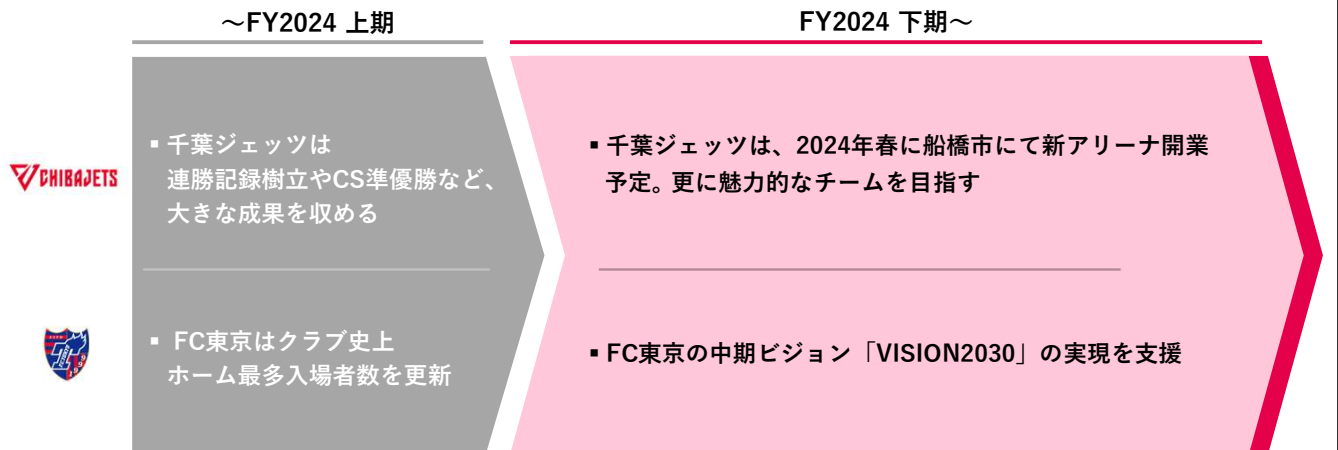 ～FY2024 上期
FY2024 下期～
CHIBAJETS
▪ 千葉ジェッツは
連勝記録樹立やCS準優勝など、
大きな成果を収める
▪ 千葉ジェッツは、2024年春に船橋市にて新アリーナ開業
予定。更に魅力的なチームを目指す
▪ FC東京はクラブ史上
ホーム最多入場者数を更新
▪ FC東京の中期ビジョン「VISION2030」の実現を支援